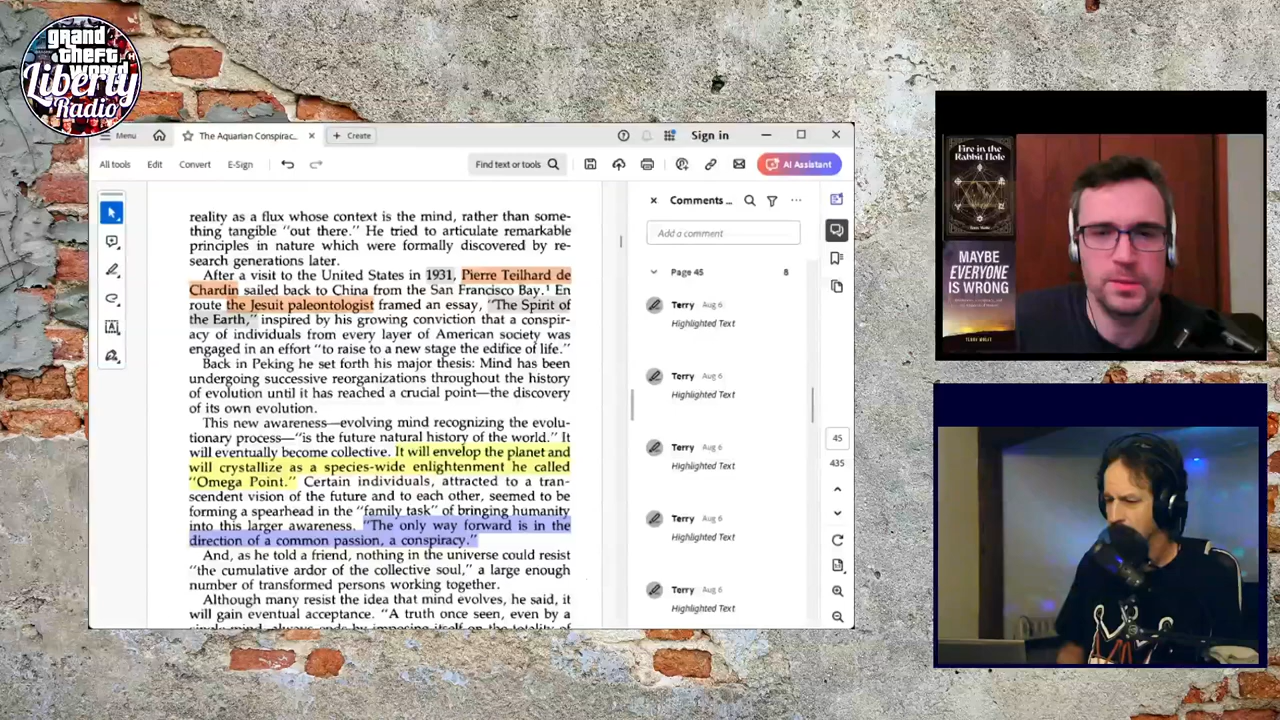 grand
theft
world
Liberty
Radio
Menu
The Aquarian Conspirac...
Create
Sign in
All tools
Edit
Convert
E-Sign
Find text or tools
AI Assistant
reality as a flux whose context is the mind, rather than some-
thing tangible “out there.” He tried to articulate remarkable
principles in nature which were formally discovered by re-
search generations later.
After a visit to the United States in 1931, Pierre Teilhard de
Chardin sailed back to China from the San Francisco Bay.¹ En
route the Jesuit paleontologist framed an essay, “The Spirit of
the Earth,” inspired by his growing conviction that a conspir-
acy of individuals from every layer of American society was
engaged in an effort “to raise to a new stage the edifice of life.”
Back in Peking he set forth his major thesis: Mind has been
undergoing successive reorganizations throughout the history
of evolution until it has reached a crucial point—the discovery
of its own evolution.
This new awareness—evolving mind recognizing the evolu-
tionary process—“is the future natural history of the world.” It
will eventually become collective. It will envelop the planet and
will crystallize as a species-wide enlightenment he called
“Omega Point.” Certain individuals, attracted to a tran-
scendent vision of the future and to each other, seemed to be
forming a spearhead in the “family task” of bringing humanity
into this larger awareness. “The only way forward is in the
direction of a common passion, a conspiracy.”
And, as he told a friend, nothing in the universe could resist
“the cumulative ardor of the collective soul,” a large enough
number of transformed persons working together.
Although many resist the idea that mind evolves, he said, it
will gain eventual acceptance. “A truth once seen, even by a
single mind, always ends by imposing itself on the totality of
Comments ...
Add a comment
Page 45
8
Terry Aug 6
Highlighted Text
Terry Aug 6
Highlighted Text
Terry Aug 6
Highlighted Text
Terry Aug 6
Highlighted Text
Terry Aug 6
Highlighted Text
45
435
Fire in the
Rabbit Hole
MAYBE
EVERYONE
IS WRONG
TERRY WOLFE